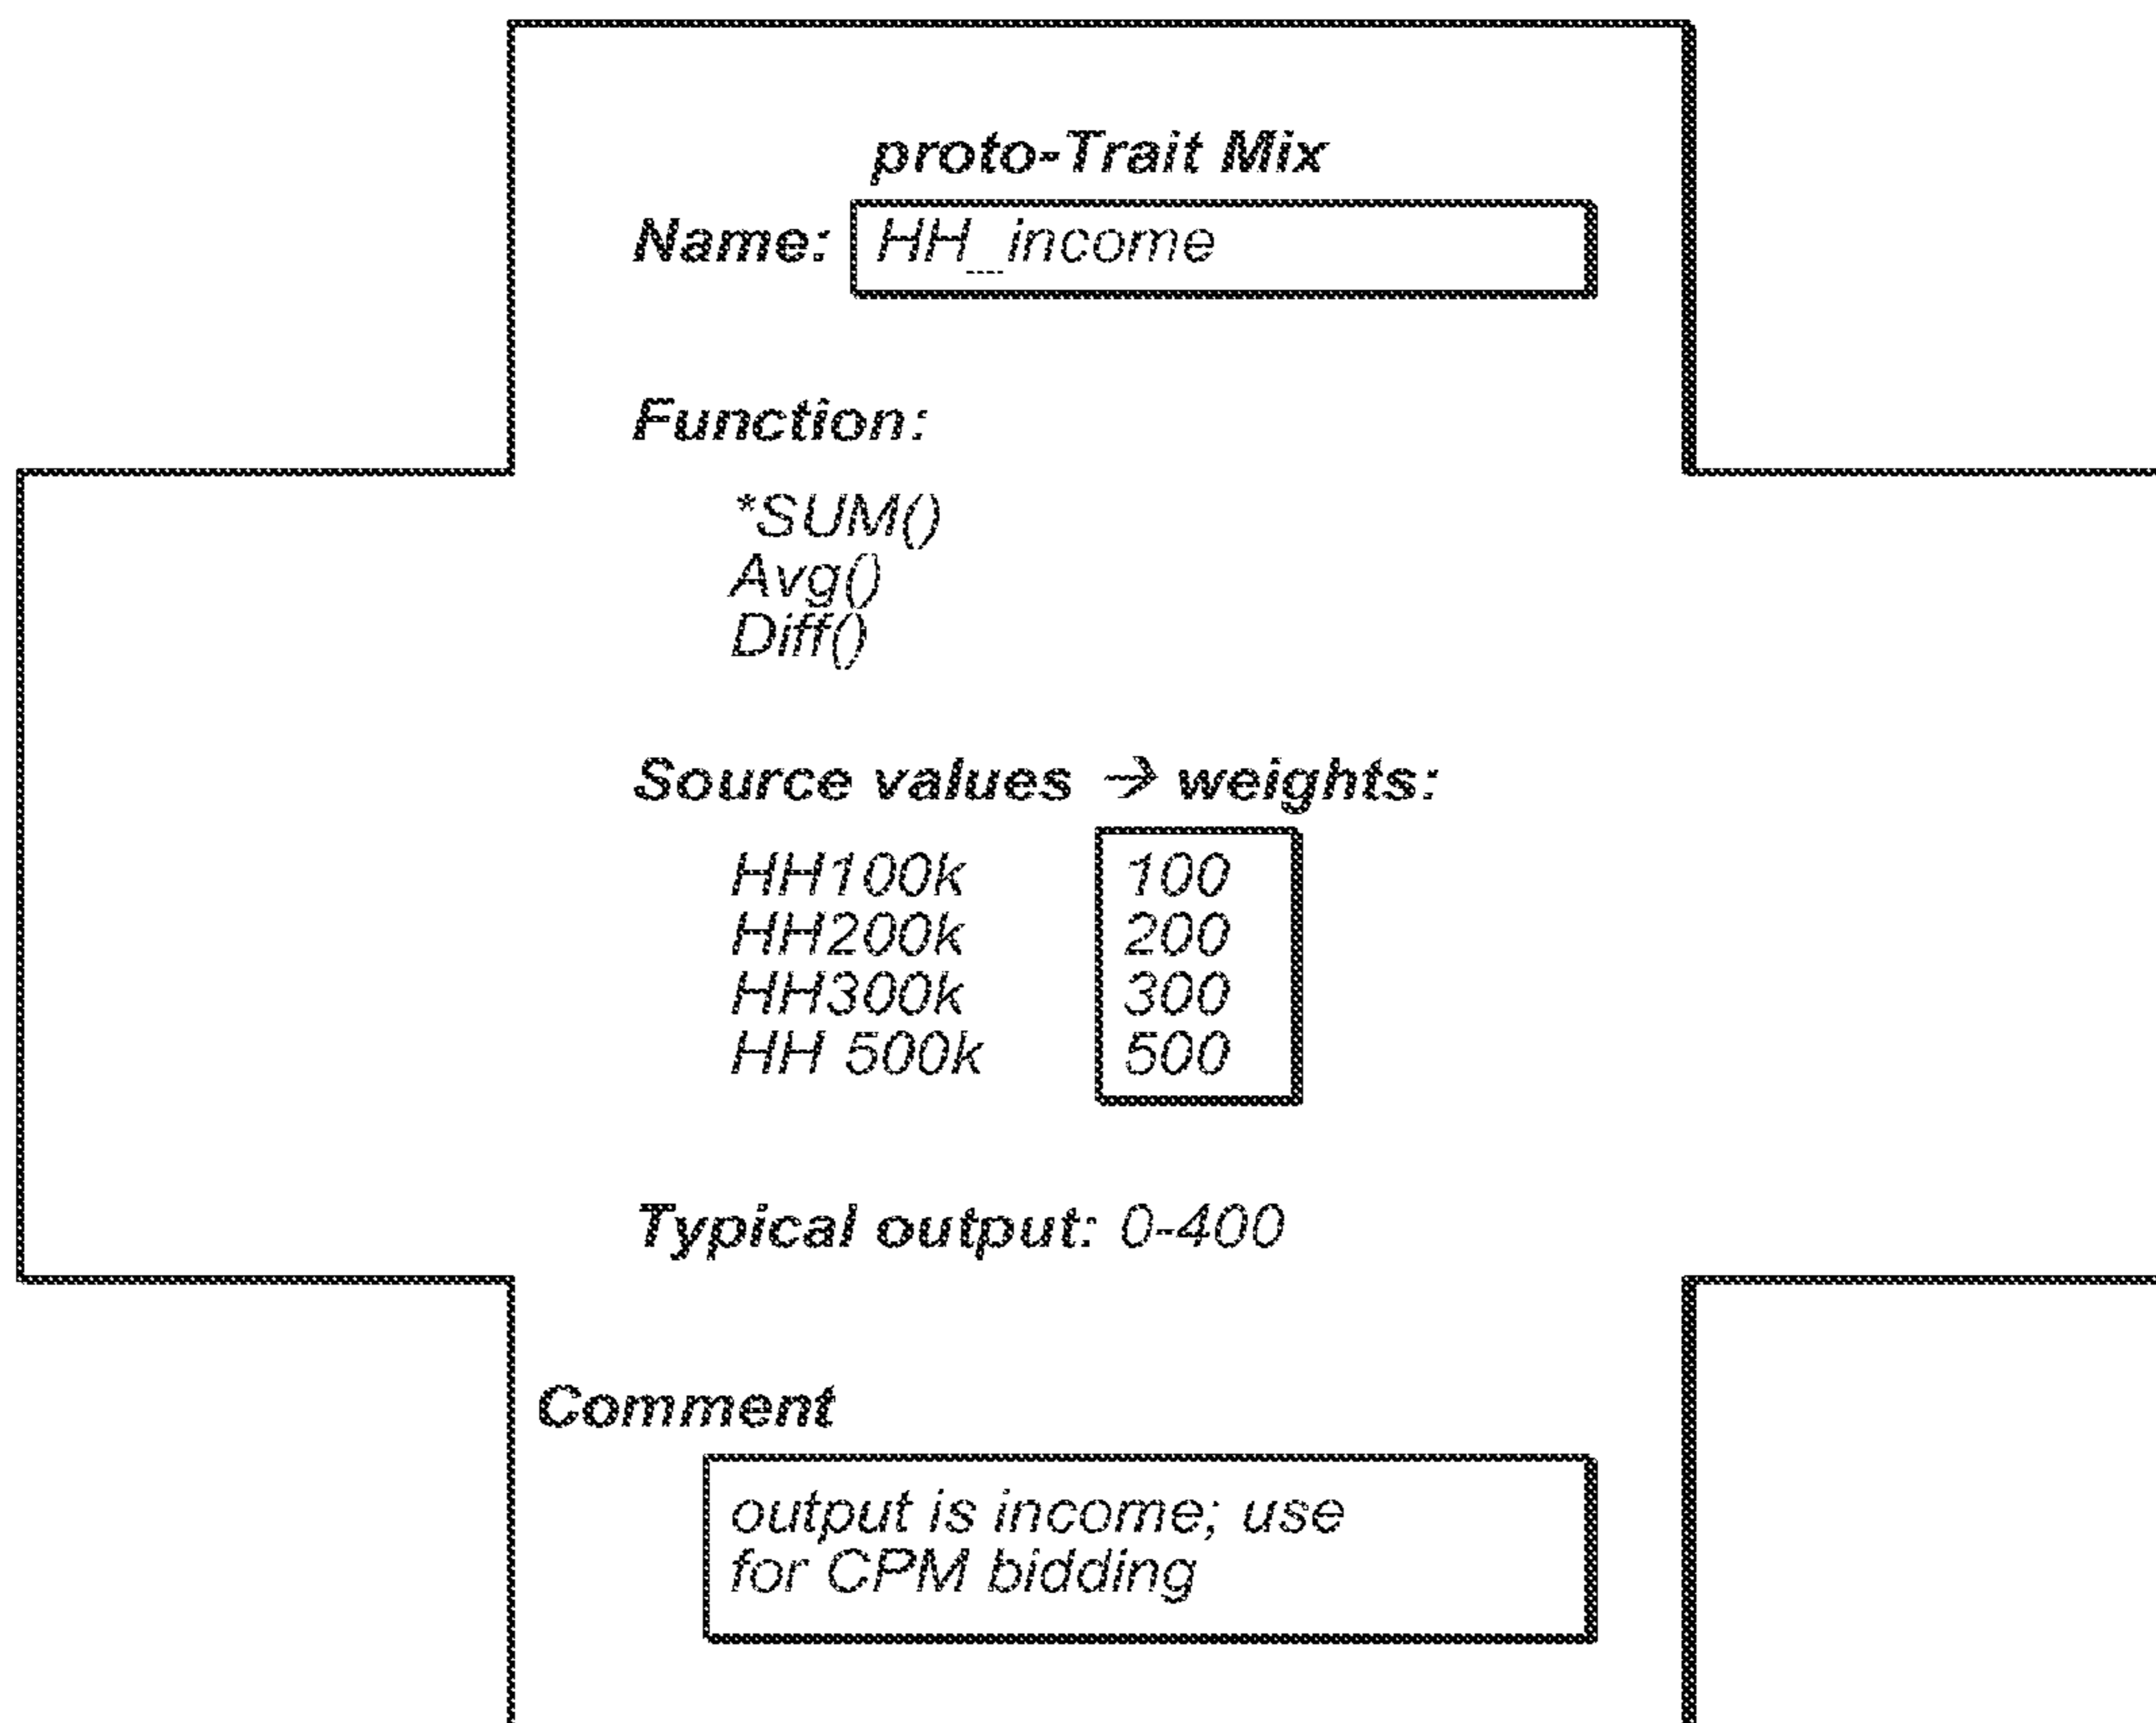 proto-Trait Mix
Name: HH_income
Function:
*SUM()
Avg()
Diff()
Source values → weights:
HH100k 100
HH200k 200
HH300k 300
HH 500k 500
Typical output: 0-400
Comment
output is income; use
for CPM bidding